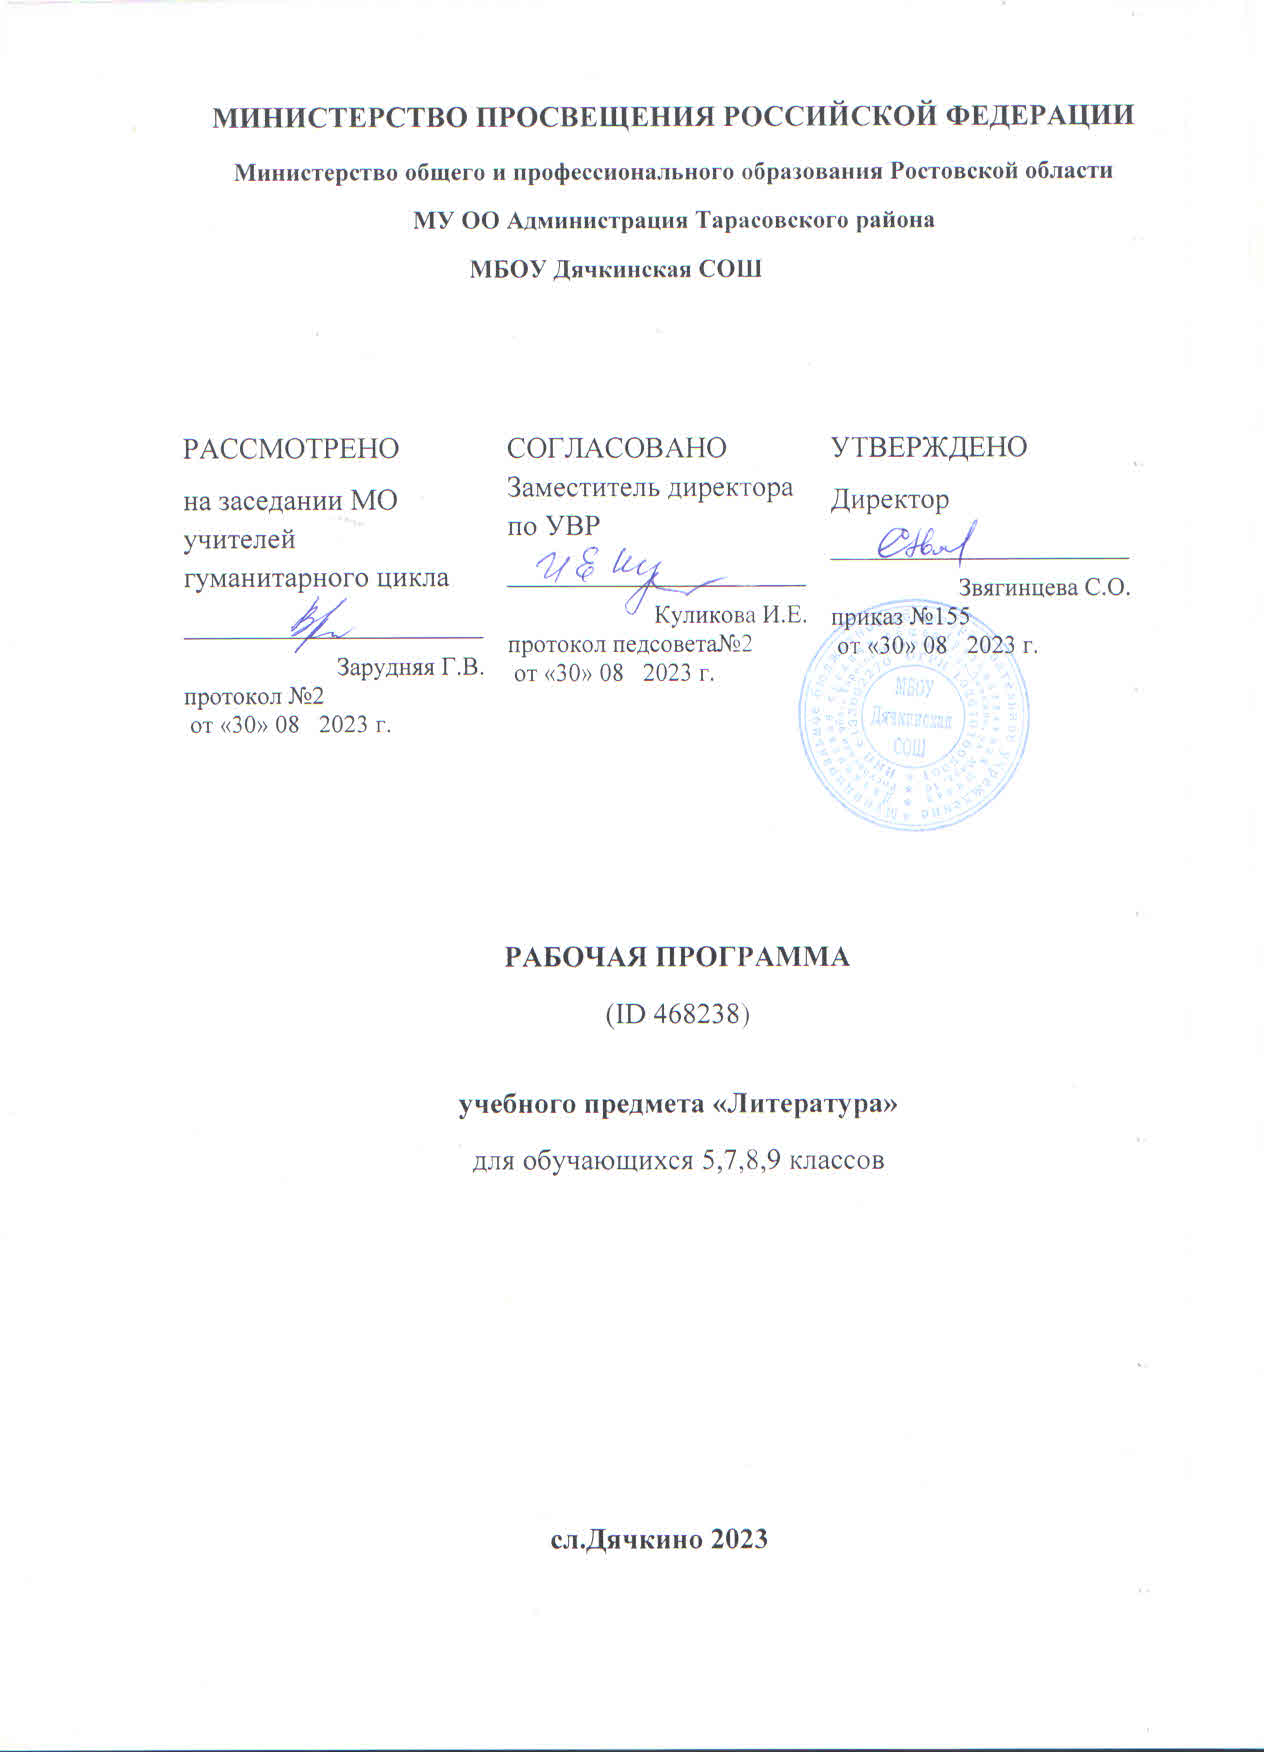 МИНИСТЕРСТВО ПРОСВЕЩЕНИЯ РОССИЙСКОЙ ФЕДЕРАЦИИ
Министерство общего и профессионального образования Ростовской области
МУ ОО Администрация Тарасовского района
МБОУ Дячкинская СОШ
РАССМОТРЕНО
на заседании МО
учителей
гуманитарного цикла
Зарудняя Г.В.
протокол №2
от «30» 08 2023 г.
СОГЛАСОВАНО
Заместитель директора
по УВР
Куликова И.Е.
протокол педсовета№2
от «30» 08 2023 г.
УТВЕРЖДЕНО
Директор
Звягинцева С.О.
приказ №155
от «30» 08 2023 г.
МБОУ
Дячкинская
СОШ
РАБОЧАЯ ПРОГРАММА
(ID 468238)
учебного предмета «Литература»
для обучающихся 5,7,8,9 классов
сл.Дячкино 2023